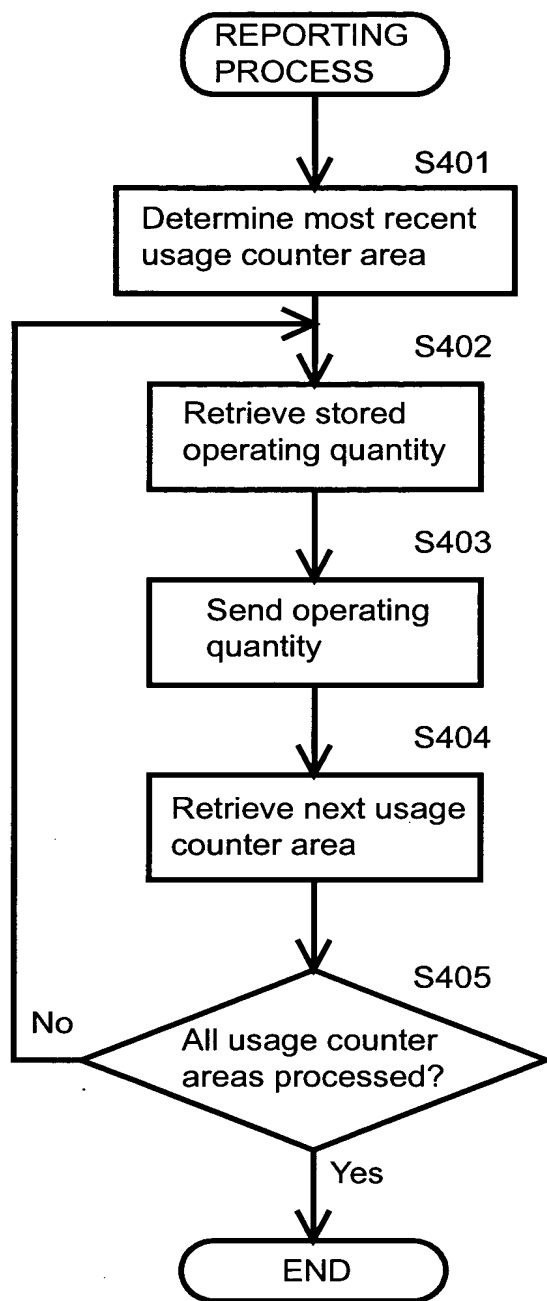 REPORTING
PROCESS
S401
Determine most recent
usage counter area
S402
Retrieve stored
operating quantity
S403
Send operating
quantity
S404
Retrieve next usage
counter area
S405
No
All usage counter
areas processed?
Yes
END